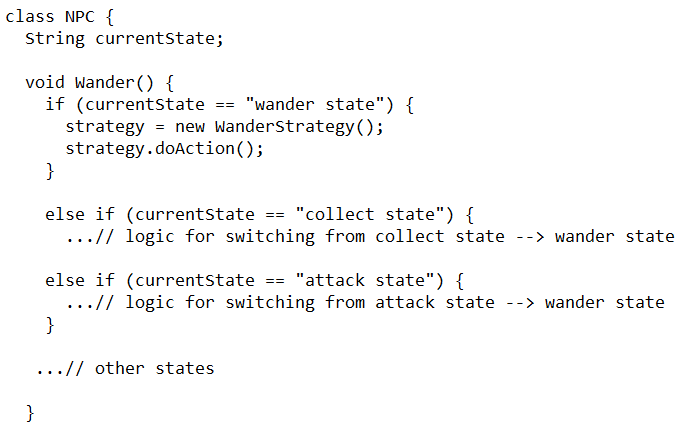 class NPC {
  String currentState;

  void Wander() {
    if (currentState == "wander state") {
      strategy = new WanderStrategy();
      strategy.doAction();
    }

    else if (currentState == "collect state") {
      ...// logic for switching from collect state --> wander state

    else if (currentState == "attack state") {
      ...// logic for switching from attack state --> wander state
    }

   ...// other states

  }